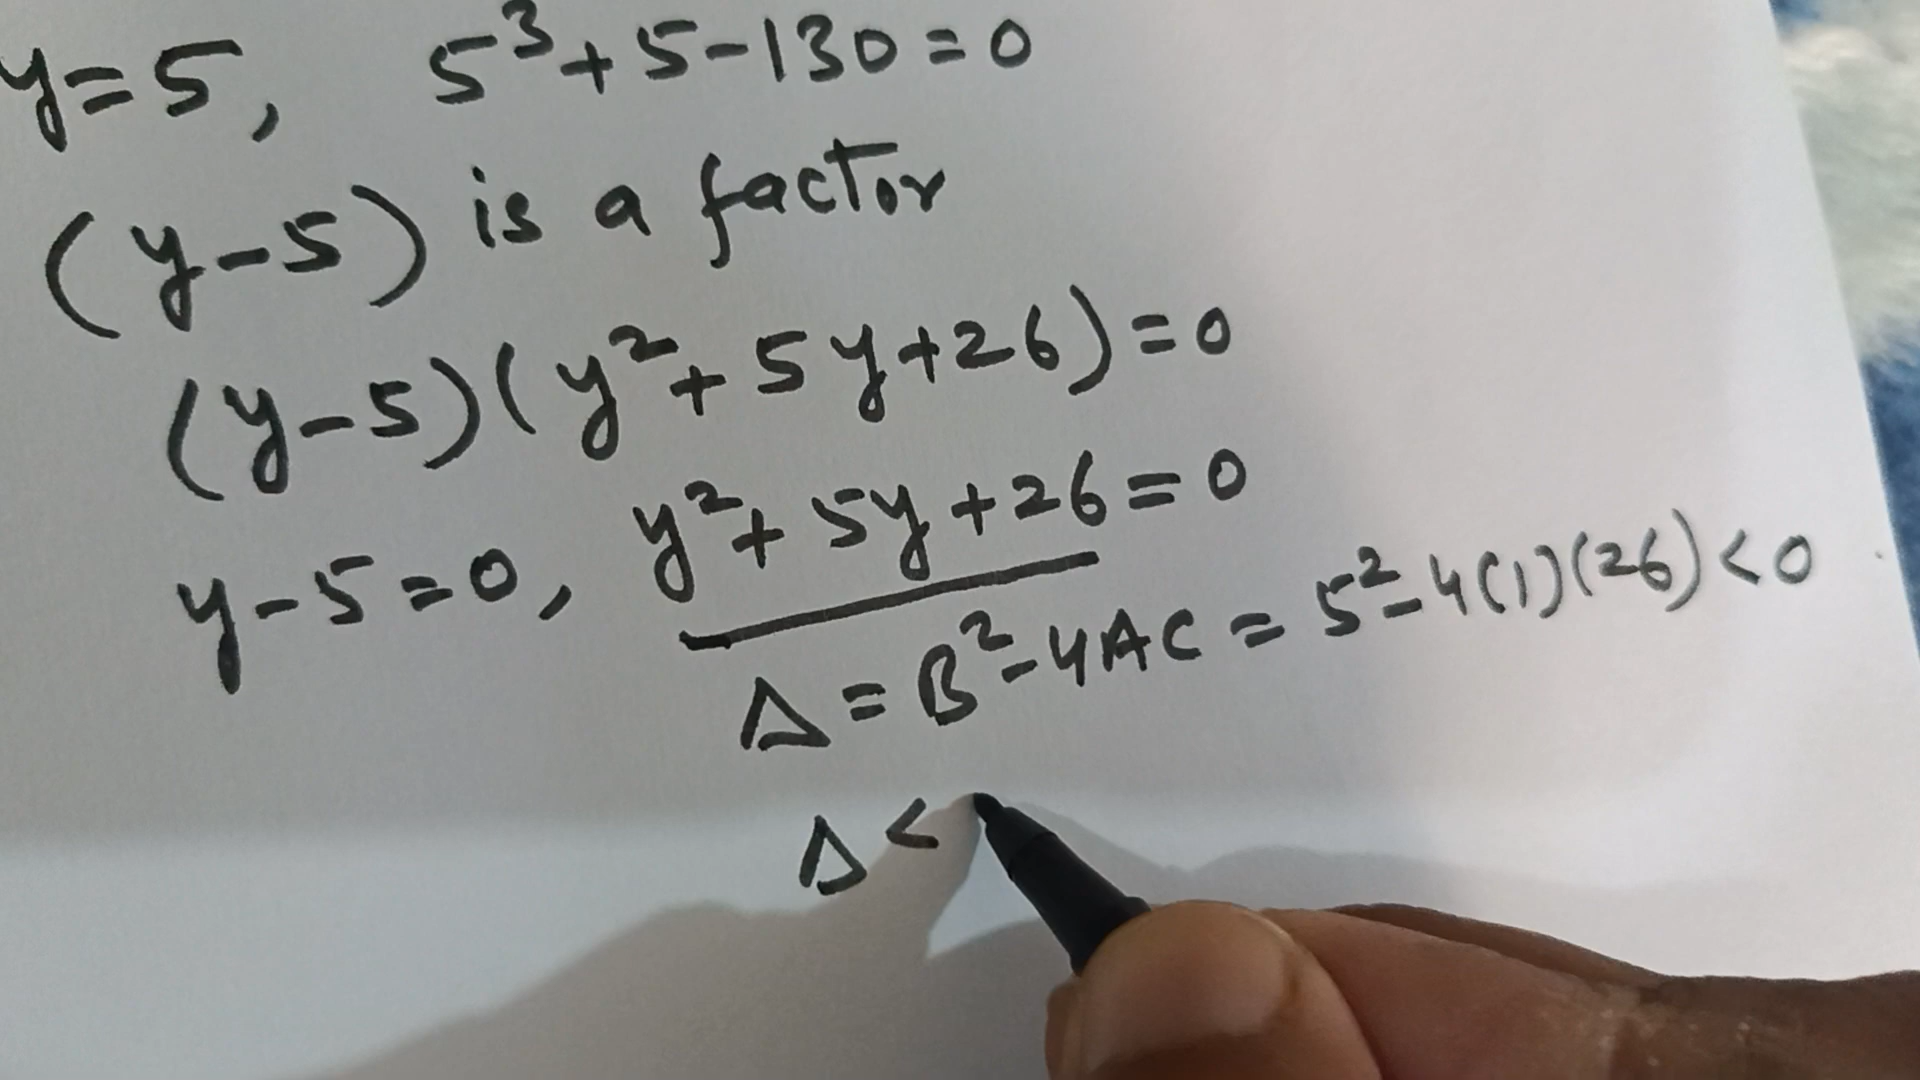 y=5, 5³+5-130=0
(y-5) is a factor
(y-5)(y²+5y+26)=0
y-5=0, y²+5y+26=0
Δ=B²-4AC=5²-4(1)(26)<0
Δ<